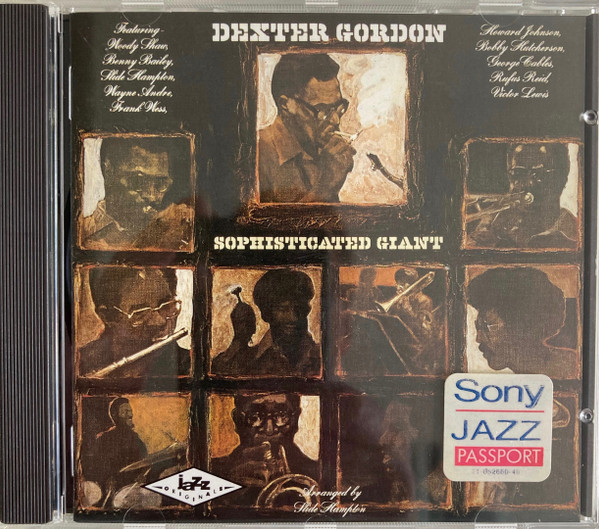 DEXTER GORDON
Featuring-
Woody Shaw,
Benny Bailey,
Slide Hampton,
Wayne Andre,
Frank Wess,
Howard Johnson,
Bobby Hutcherson,
George Cables,
Rufus Reid,
Victor Lewis
SOPHISTICATED GIANT
Sony
JAZZ
PASSPORT
jazz
ORIGINALS
Arranged by
Slide Hampton